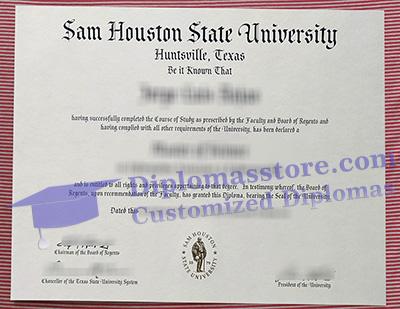 Sam Houston State University
Huntsville, Texas
Be it Known That
having successfully completed the Course of Study as prescribed by the Faculty and Board of Regents and
having complied with all other requirements of the University, has been declared a
and is entitled to all rights and privileges appertaining to that degree. In testimony whereof, the Board of
Regents, upon recommendation of the Faculty, has granted this Diploma, bearing the Seal of the University.
Dated this
Diplomasstore.com
Customized Diplomas
SAM HOUSTON
STATE UNIVERSITY
Chairman of the Board of Regents
Chancellor of the Texas State University System
President of the University